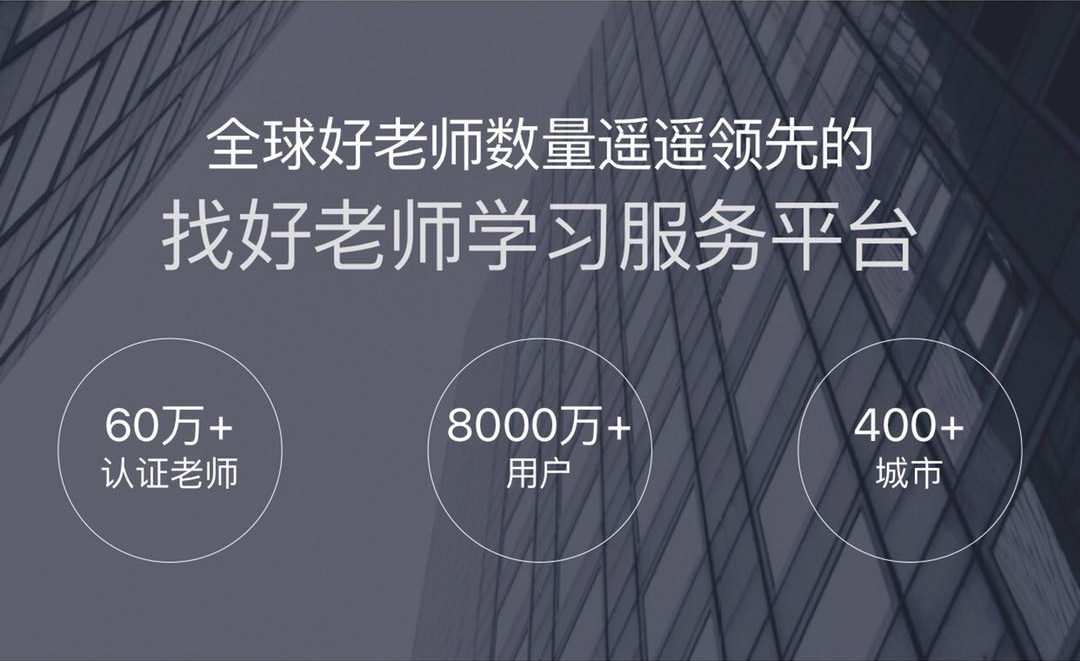 全球好老师数量遥遥领先的
找好老师学习服务平台
60万+
认证老师
8000万+
用户
400+
城市